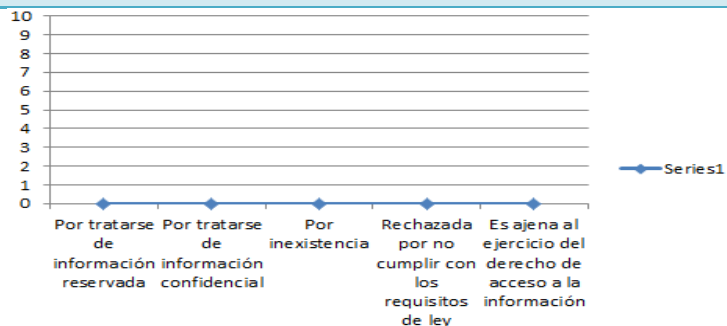 10
9
8
7
6
5
4
3
2
1
0
Series1
Por tratarse
de
información
reservada
Por tratarse
de
información
confidencial
Por
inexistencia
Rechazada
por no
cumplir con
los
requisitos
de ley
Es ajena al
ejercicio del
derecho de
acceso a la
información